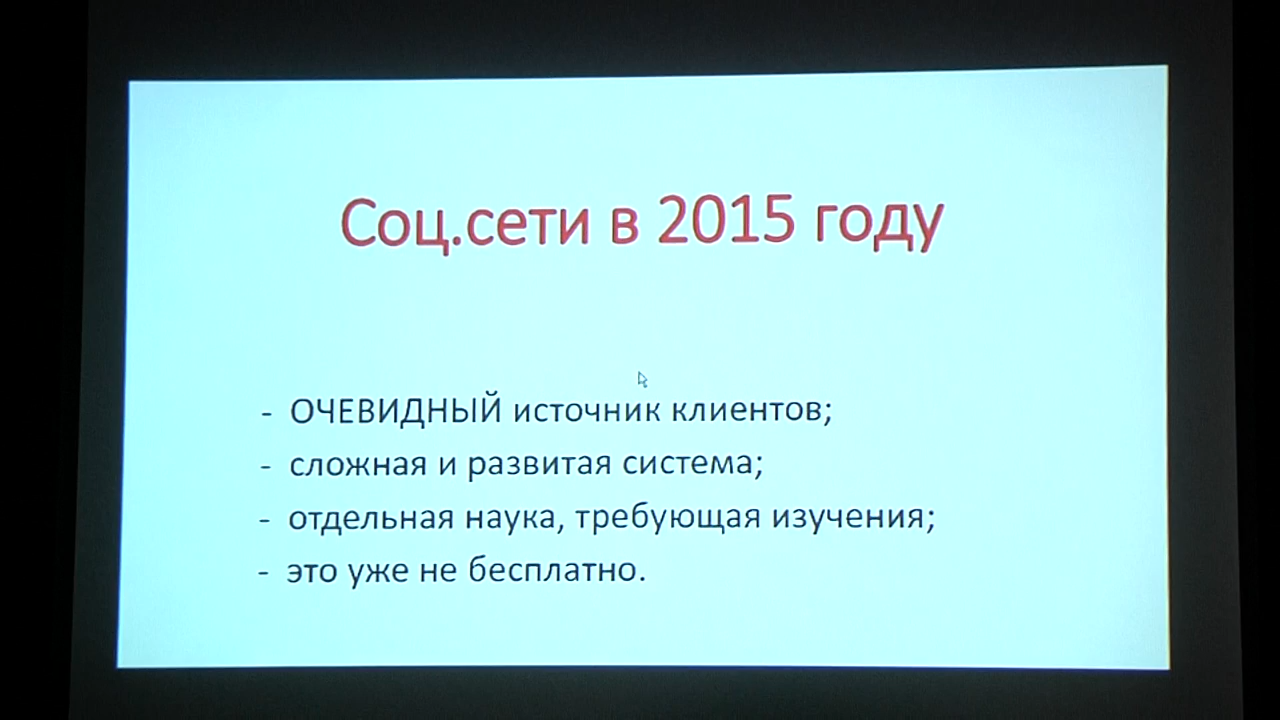 Соц.сети в 2015 году
- ОЧЕВИДНЫЙ источник клиентов;
- сложная и развитая система;
- отдельная наука, требующая изучения;
- это уже не бесплатно.